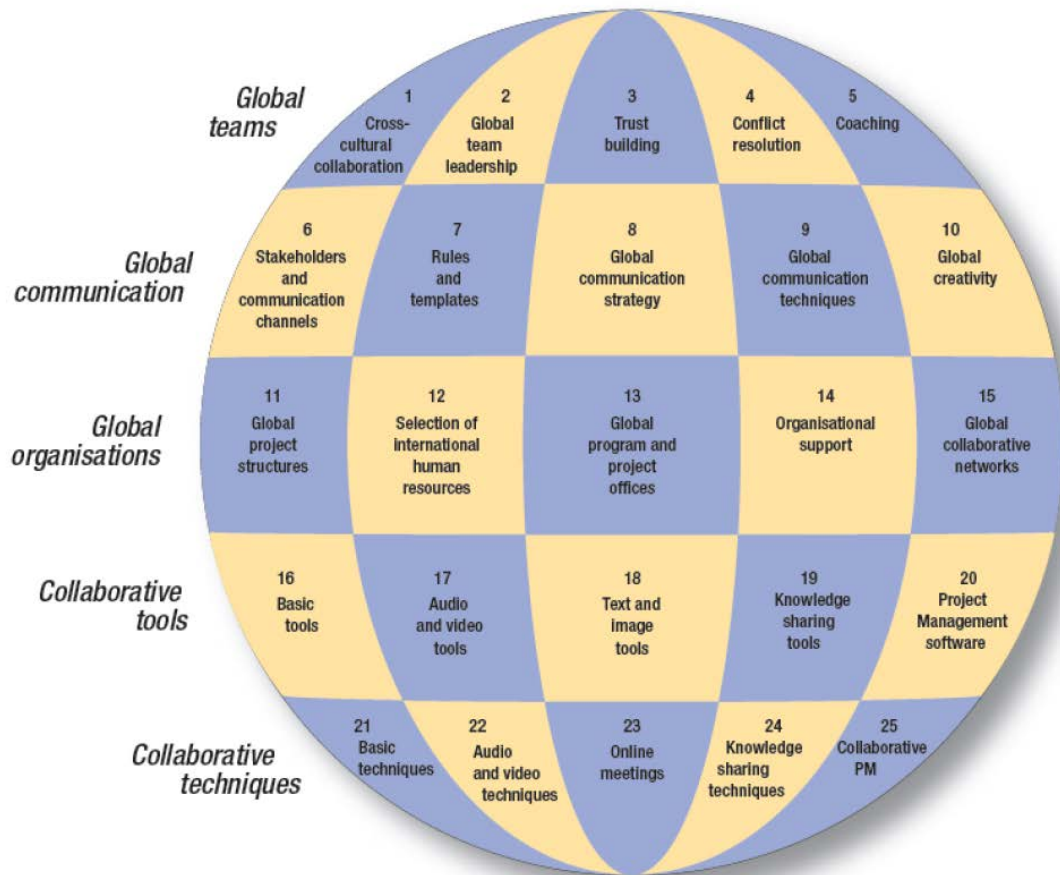 Global
teams
1
Cross-
cultural
collaboration
2
Global
team
leadership
3
Trust
building
4
Conflict
resolution
5
Coaching
Global
communication
6
Stakeholders
and
communication
channels
7
Rules
and
templates
8
Global
communication
strategy
9
Global
communication
techniques
10
Global
creativity
Global
organisations
11
Global
project
structures
12
Selection of
international
human
resources
13
Global
program and
project
offices
14
Organisational
support
15
Global
collaborative
networks
Collaborative
tools
16
Basic
tools
17
Audio
and video
tools
18
Text and
image
tools
19
Knowledge
sharing
tools
20
Project
Management
software
Collaborative
techniques
21
Basic
techniques
22
Audio
and video
techniques
23
Online
meetings
24
Knowledge
sharing
techniques
25
Collaborative
PM